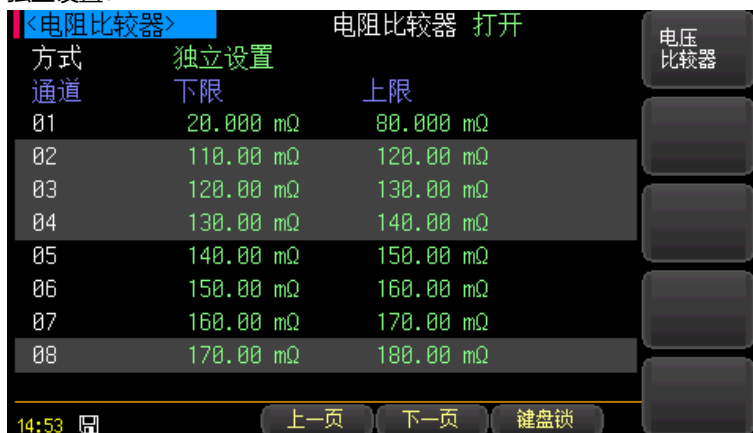 <电阻比较器> 电阻比较器 打开
方式 独立设置
通道 下限 上限
01 20.000 mΩ 80.000 mΩ
02 110.00 mΩ 120.00 mΩ
03 120.00 mΩ 130.00 mΩ
04 130.00 mΩ 140.00 mΩ
05 140.00 mΩ 150.00 mΩ
06 150.00 mΩ 160.00 mΩ
07 160.00 mΩ 170.00 mΩ
08 170.00 mΩ 180.00 mΩ
14:53 上一页 下一页 键盘锁
电压
比较器